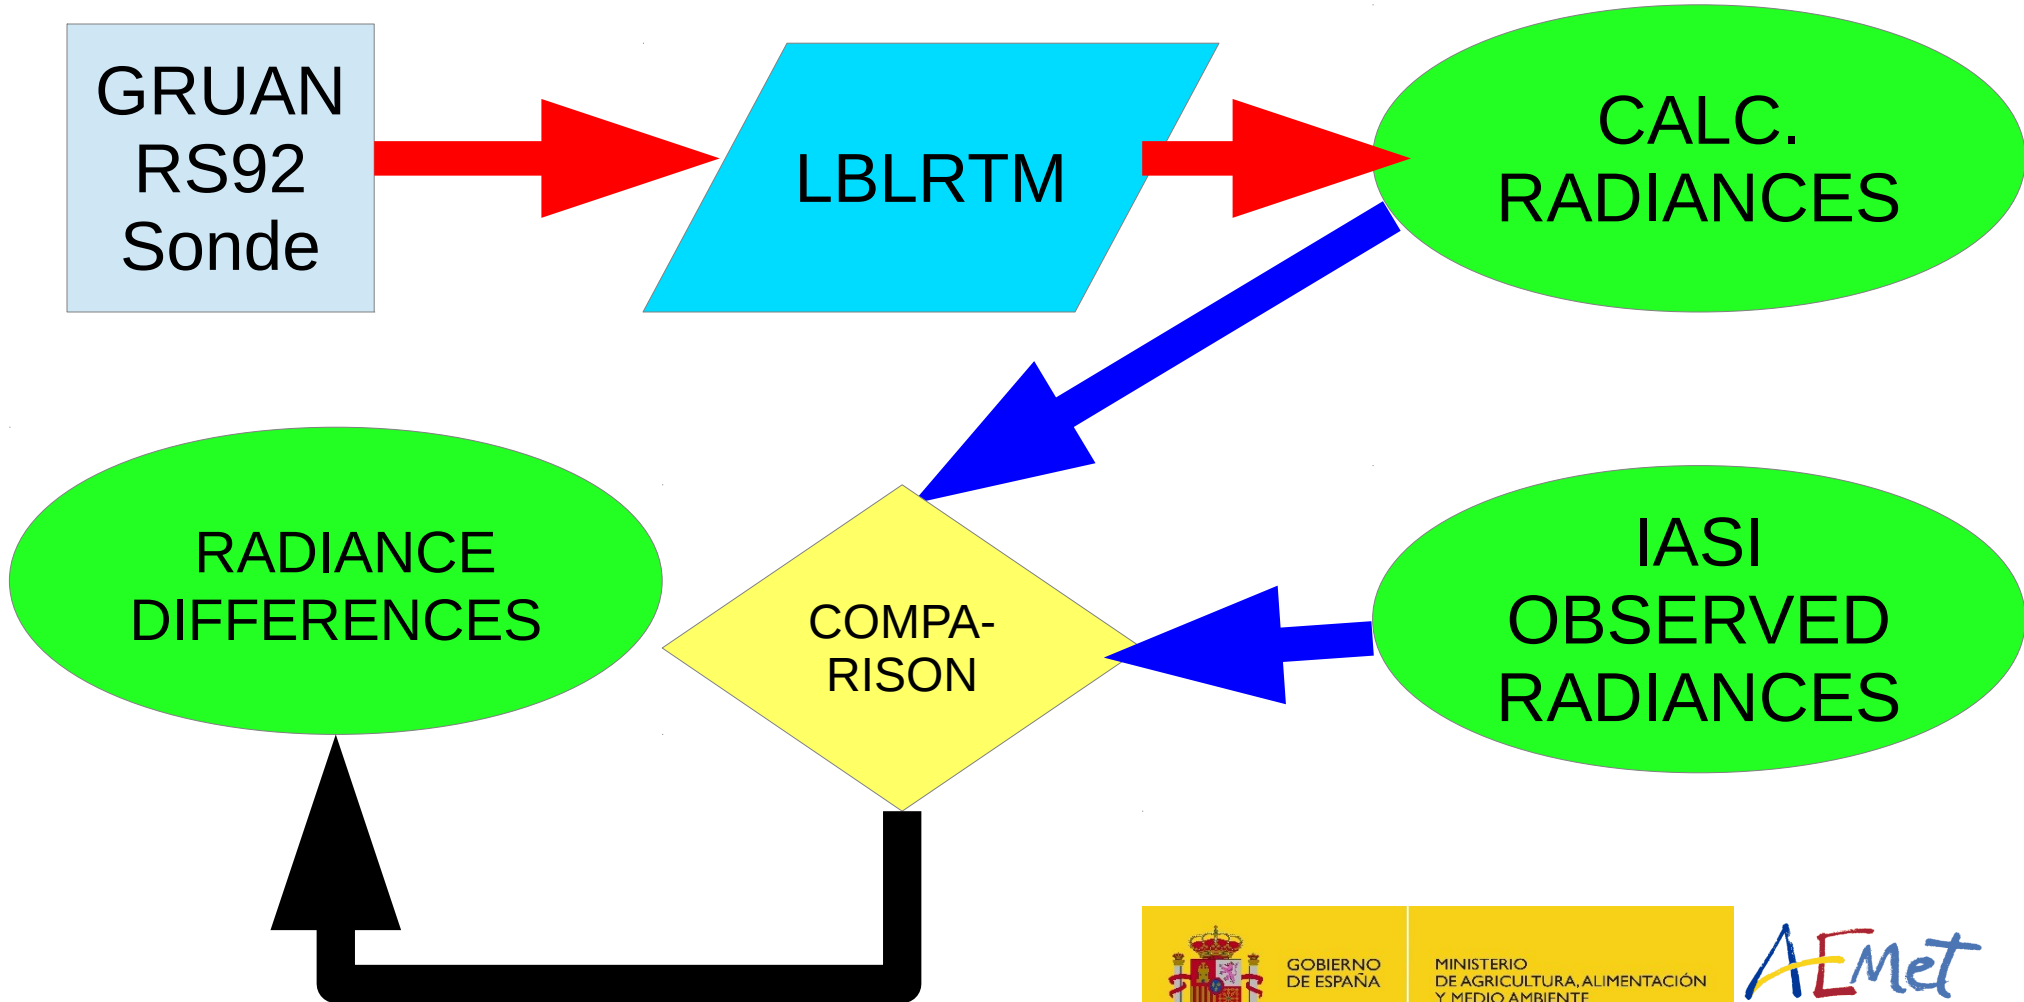 GRUAN
RS92
Sonde
LBLRTM
CALC.
RADIANCES
RADIANCE
DIFFERENCES
COMPA-
RISON
IASI
OBSERVED
RADIANCES
GOBIERNO
DE ESPAÑA
MINISTERIO
DE AGRICULTURA, ALIMENTACIÓN
Y MEDIO AMBIENTE
AEMet